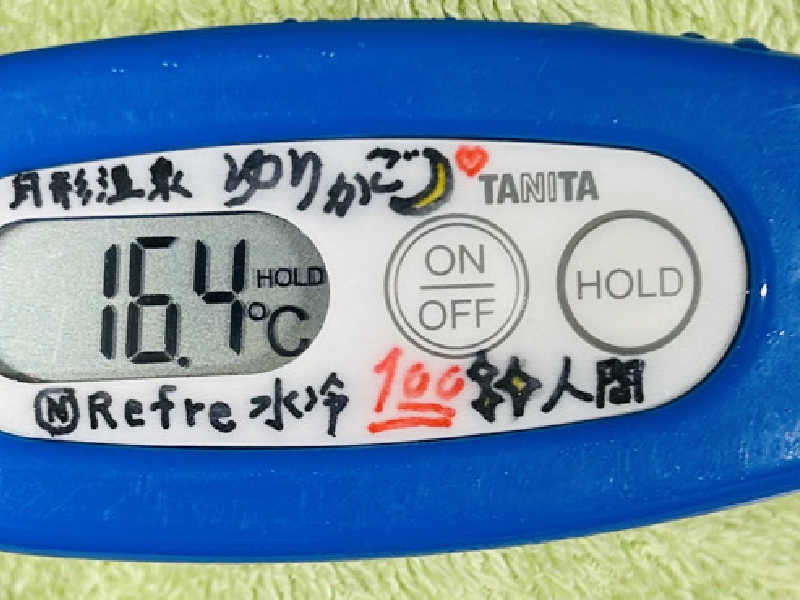 月形温泉 ゆりかご🌙♥ TANITA
16.4 HOLD °C
ON
OFF
HOLD
Ⓝ Refre 水冷 100 人間